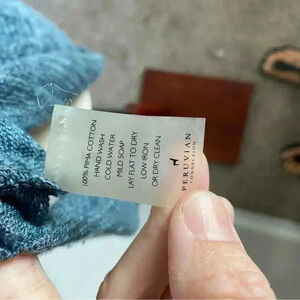 100% PIMA COTTON
HAND WASH
COLD WATER
MILD SOAP
LAY FLAT TO DRY
LOW IRON
OR DRY CLEAN
PERUVIAN
CONNECTION